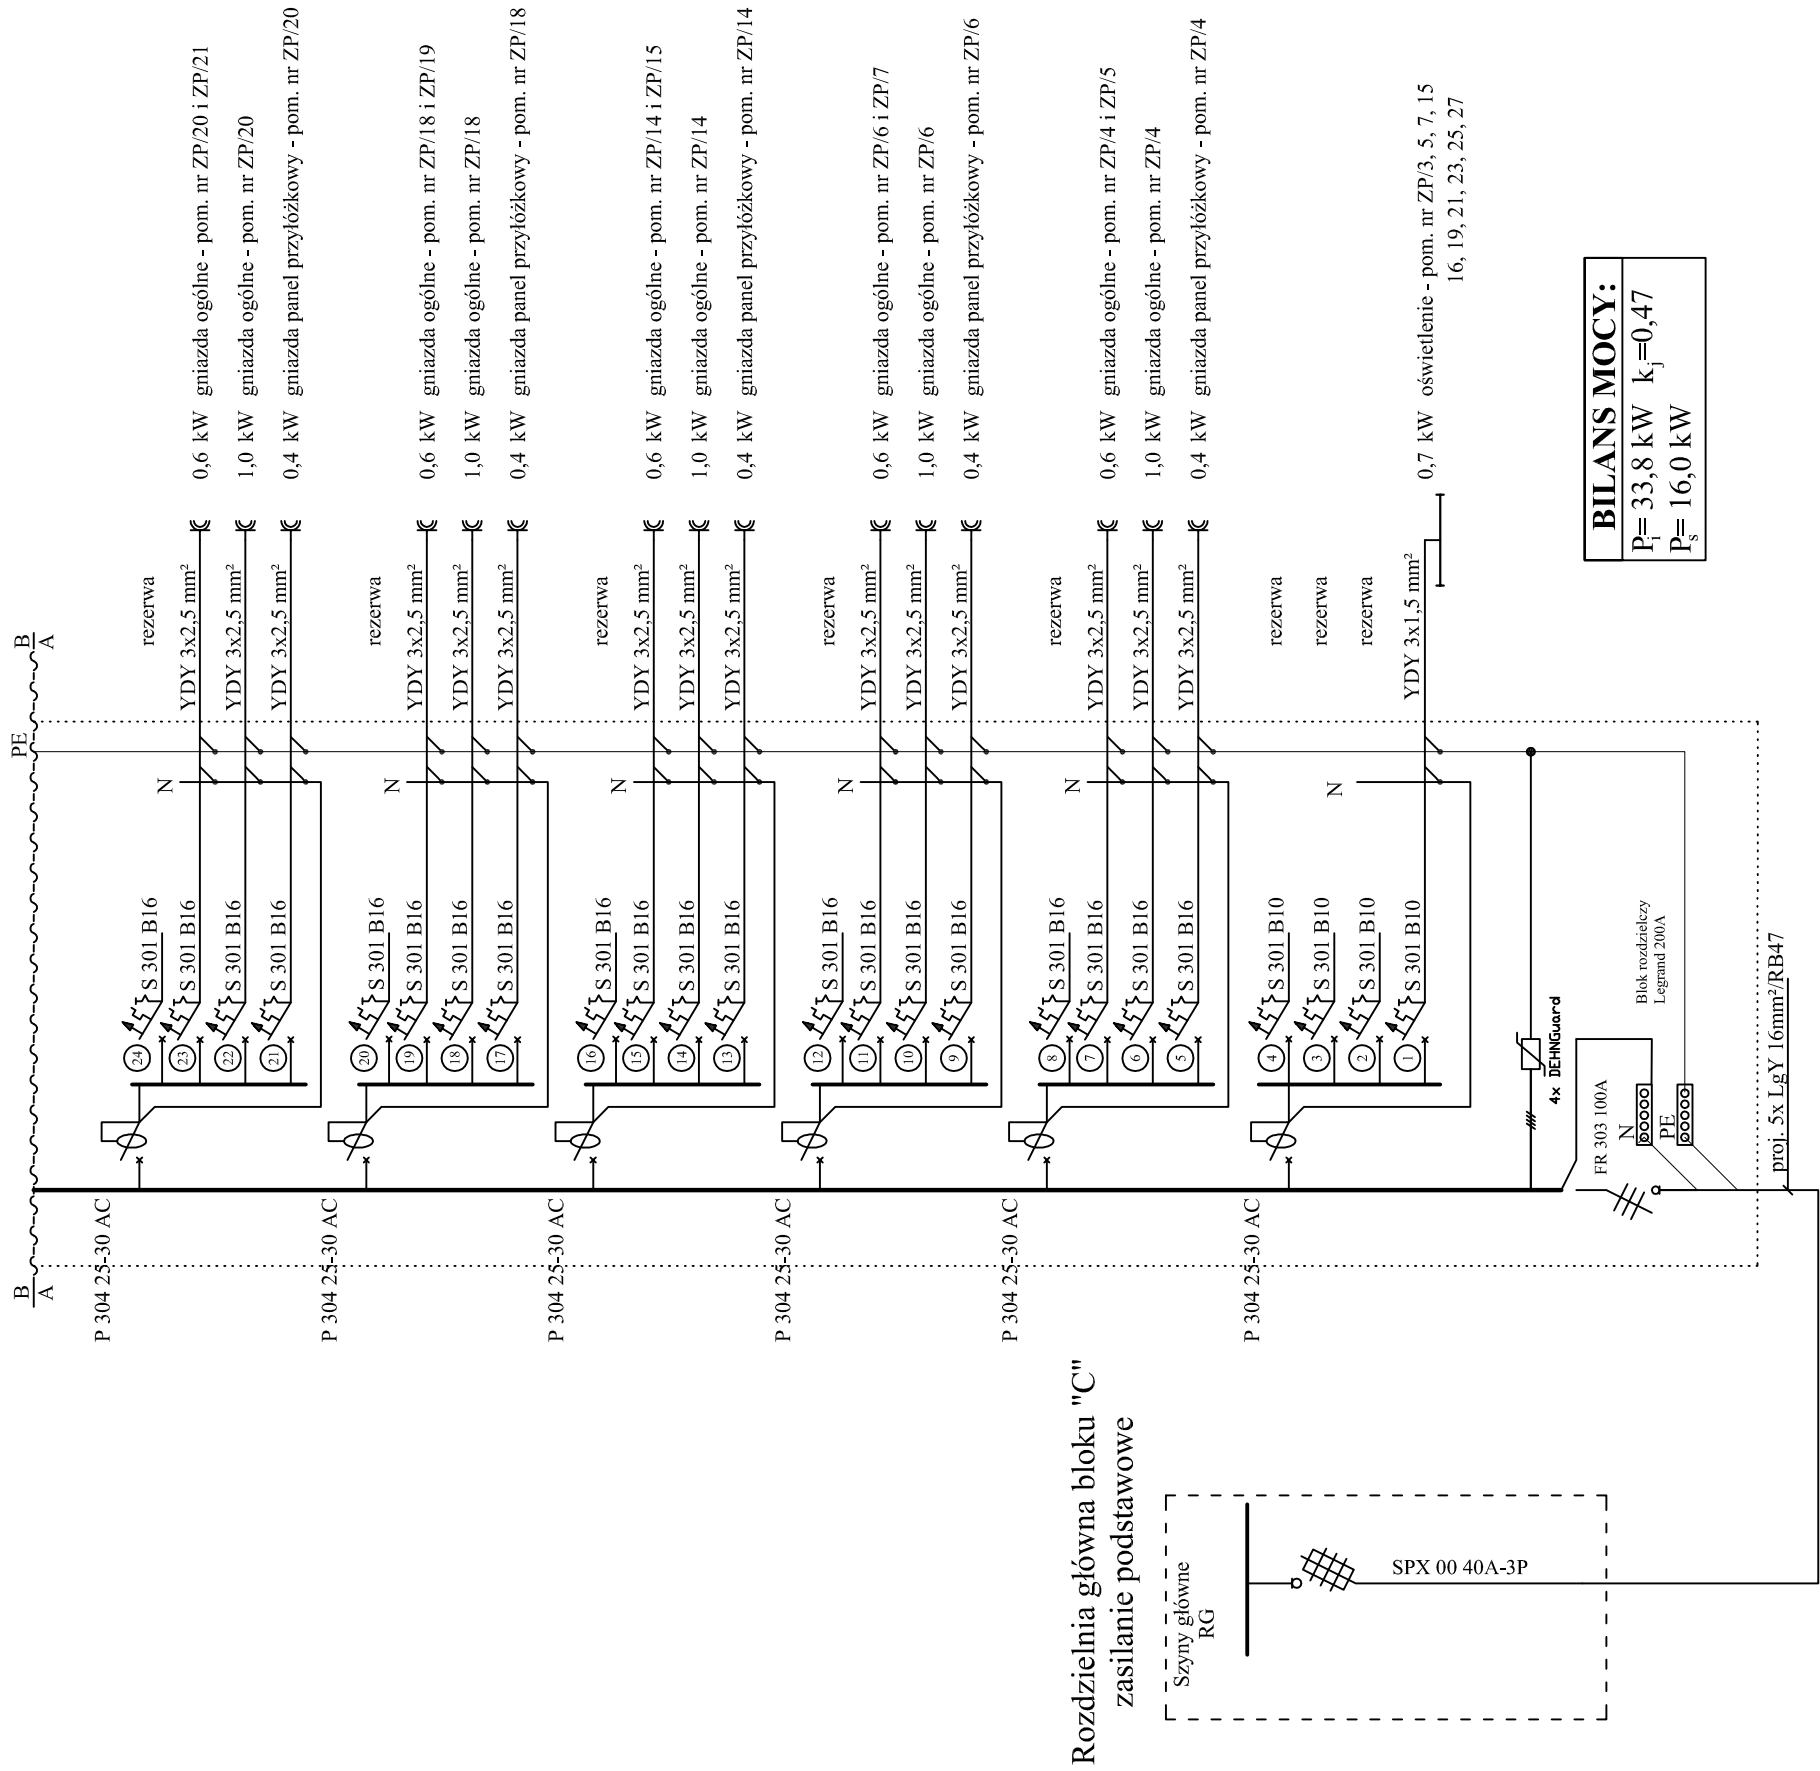 B
A
PE
B
A
P 304 25-30 AC
24
S 301 B16
rezerwa
23
S 301 B16
N
YDY 3x2,5 mm²
0,6 kW gniazda ogólne - pom. nr ZP/20 i ZP/21
22
S 301 B16
YDY 3x2,5 mm²
1,0 kW gniazda ogólne - pom. nr ZP/20
21
S 301 B16
YDY 3x2,5 mm²
0,4 kW gniazda panel przyłóżkowy - pom. nr ZP/20
P 304 25-30 AC
20
S 301 B16
rezerwa
19
S 301 B16
N
YDY 3x2,5 mm²
0,6 kW gniazda ogólne - pom. nr ZP/18 i ZP/19
18
S 301 B16
YDY 3x2,5 mm²
1,0 kW gniazda ogólne - pom. nr ZP/18
17
S 301 B16
YDY 3x2,5 mm²
0,4 kW gniazda panel przyłóżkowy - pom. nr ZP/18
P 304 25-30 AC
16
S 301 B16
rezerwa
15
S 301 B16
N
YDY 3x2,5 mm²
0,6 kW gniazda ogólne - pom. nr ZP/14 i ZP/15
14
S 301 B16
YDY 3x2,5 mm²
1,0 kW gniazda ogólne - pom. nr ZP/14
13
S 301 B16
YDY 3x2,5 mm²
0,4 kW gniazda panel przyłóżkowy - pom. nr ZP/14
P 304 25-30 AC
12
S 301 B16
rezerwa
11
S 301 B16
N
YDY 3x2,5 mm²
0,6 kW gniazda ogólne - pom. nr ZP/6 i ZP/7
10
S 301 B16
YDY 3x2,5 mm²
1,0 kW gniazda ogólne - pom. nr ZP/6
9
S 301 B16
YDY 3x2,5 mm²
0,4 kW gniazda panel przyłóżkowy - pom. nr ZP/6
P 304 25-30 AC
8
S 301 B16
rezerwa
7
S 301 B16
N
YDY 3x2,5 mm²
0,6 kW gniazda ogólne - pom. nr ZP/4 i ZP/5
6
S 301 B16
YDY 3x2,5 mm²
1,0 kW gniazda ogólne - pom. nr ZP/4
5
S 301 B16
YDY 3x2,5 mm²
0,4 kW gniazda panel przyłóżkowy - pom. nr ZP/4
P 304 25-30 AC
4
S 301 B10
rezerwa
3
S 301 B10
rezerwa
2
S 301 B10
N
rezerwa
1
S 301 B10
YDY 3x1,5 mm²
0,7 kW oświetlenie - pom. nr ZP/3, 5, 7, 15
16, 19, 21, 23, 25, 27
4x DEHNGuard
FR 303 100A
N
PE
Blok rozdzielczy
Legrand 200A
proj. 5x LgY 16mm²/RB47
BILANS MOCY:
Pi= 33,8 kW kj=0,47
Ps= 16,0 kW
Rozdzielnia główna bloku "C"
zasilanie podstawowe
Szyny główne
RG
SPX 00 40A-3P